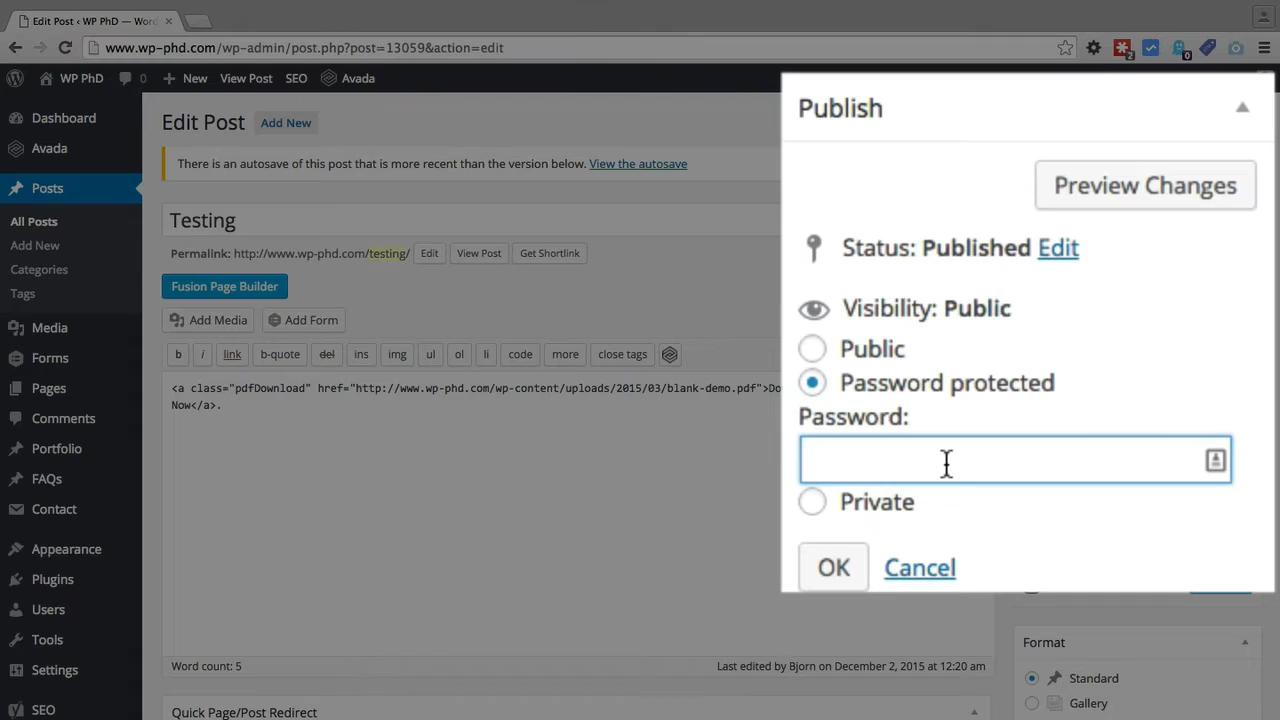 Edit Post ‹ WP PhD — Wor
www.wp-phd.com/wp-admin/post.php?post=13059&action=edit
2
0
WP PhD
0
New
View Post
SEO
Avada
Dashboard
Avada
Posts
All Posts
Add New
Categories
Tags
Media
Forms
Pages
Comments
Portfolio
FAQs
Contact
Appearance
Plugins
Users
Tools
Settings
SEO
Edit Post
Add New
There is an autosave of this post that is more recent than the version below. View the autosave
Testing
Permalink: http://www.wp-phd.com/testing/
Edit
View Post
Get Shortlink
Fusion Page Builder
Add Media
Add Form
b
i
link
b-quote
del
ins
img
ul
ol
li
code
more
close tags
<a class="pdfDownload" href="http://www.wp-phd.com/wp-content/uploads/2015/03/blank-demo.pdf">Do
Now</a>.
Word count: 5
Last edited by Bjorn on December 2, 2015 at 12:20 am
Quick Page/Post Redirect
Publish
Preview Changes
Status: Published Edit
Visibility: Public
Public
Password protected
Password:
Private
OK
Cancel
Format
Standard
Gallery